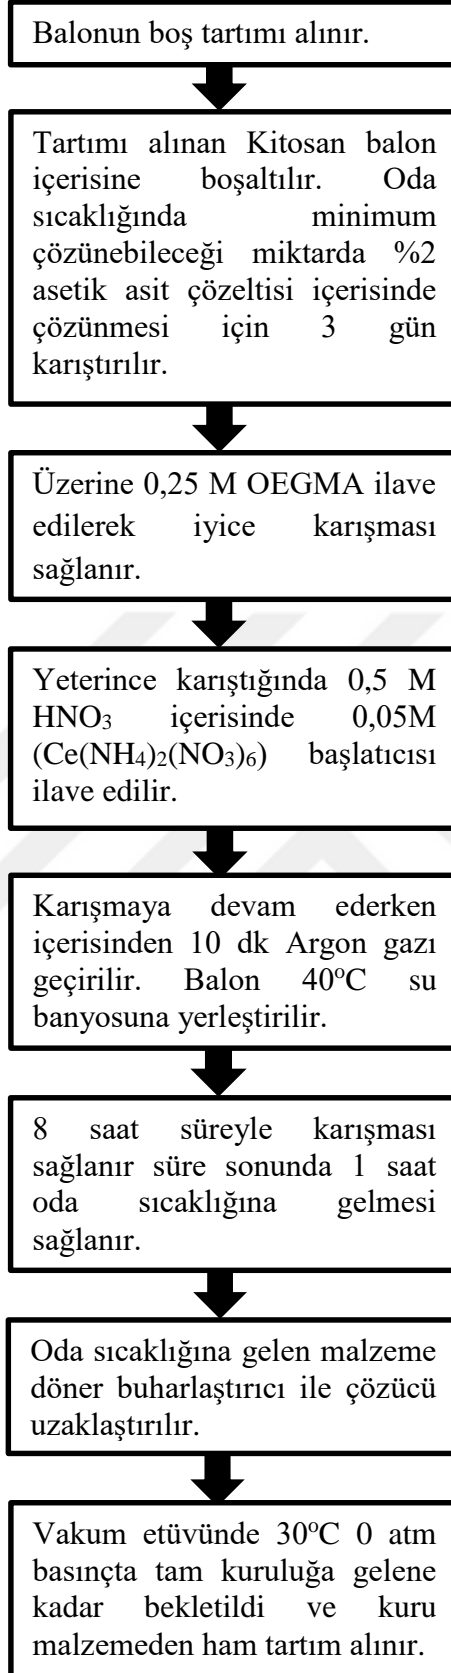 Balonun boş tartımı alınır.
Tartımı alınan Kitosan balon
içerisine boşaltılır. Oda
sıcaklığında minimum
çözünebileceği miktarda %2
asetik asit çözeltisi içerisinde
çözünmesi için 3 gün
karıştırılır.
Üzerine 0,25 M OEGMA ilave
edilerek iyice karışması
sağlanır.
Yeterince karıştığında 0,5 M
HNO₃ içerisinde 0,05M
(Ce(NH₄)₂(NO₃)₆) başlatıcısı
ilave edilir.
Karışmaya devam ederken
içerisinden 10 dk Argon gazı
geçirilir. Balon 40ºC su
banyosuna yerleştirilir.
8 saat süreyle karışması
sağlanır süre sonunda 1 saat
oda sıcaklığına gelmesi
sağlanır.
Oda sıcaklığına gelen malzeme
döner buharlaştırıcı ile çözücü
uzaklaştırılır.
Vakum etüvünde 30ºC 0 atm
basınçta tam kuruluğa gelene
kadar bekletildi ve kuru
malzemeden ham tartım alınır.